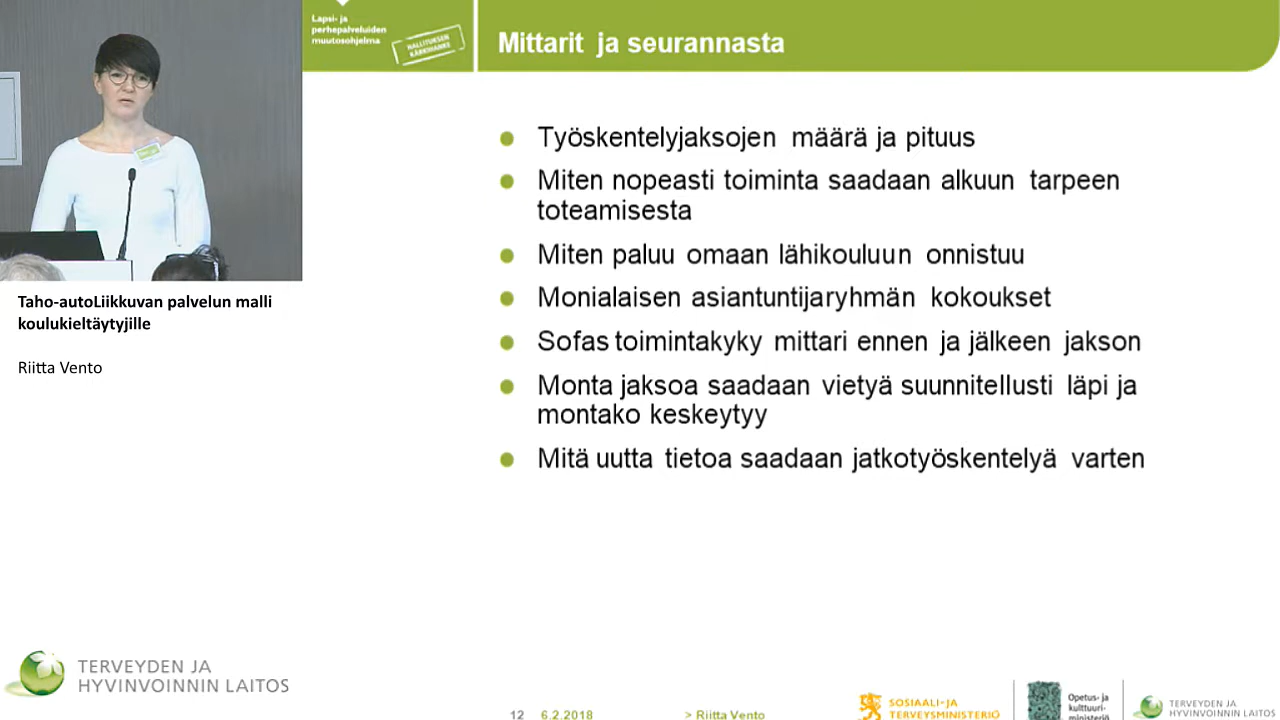 Lapsi- ja
perhepalveluiden
muutosohjelma
HALLITUKSEN
KÄRKIHANKE
Mittarit ja seurannasta
Työskentelyjaksojen määrä ja pituus
Miten nopeasti toiminta saadaan alkuun tarpeen
toteamisesta
Miten paluu omaan lähikouluun onnistuu
Monialaisen asiantuntijaryhmän kokoukset
Sofas toimintakyky mittari ennen ja jälkeen jakson
Monta jaksoa saadaan vietyä suunnitellusti läpi ja
montako keskeytyy
Mitä uutta tietoa saadaan jatkotyöskentelyä varten
Taho-autoLiikkuvan palvelun malli
koulukieltäytyjille
Riitta Vento
TERVEYDEN JA
HYVINVOINNIN LAITOS
12 6.2.2018 > Riitta Vento
SOSIAALI- JA
TERVEYSMINISTERIÖ
Opetus- ja
kulttuuri-
ministeriö
TERVEYDEN JA
HYVINVOINNIN LAITOS